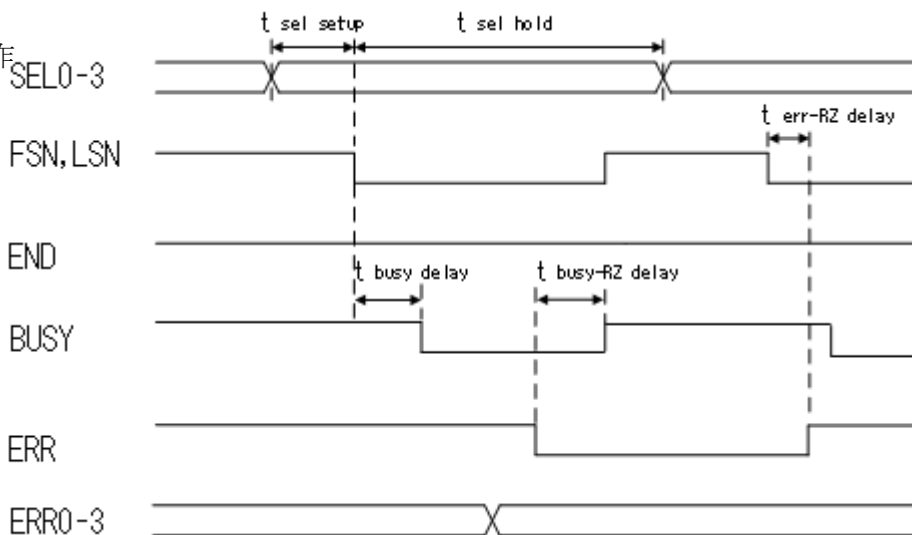 t sel setup
t sel hold
作
SEL0-3
t err-RZ delay
FSN,LSN
END
t busy delay
t busy-RZ delay
BUSY
ERR
ERR0-3